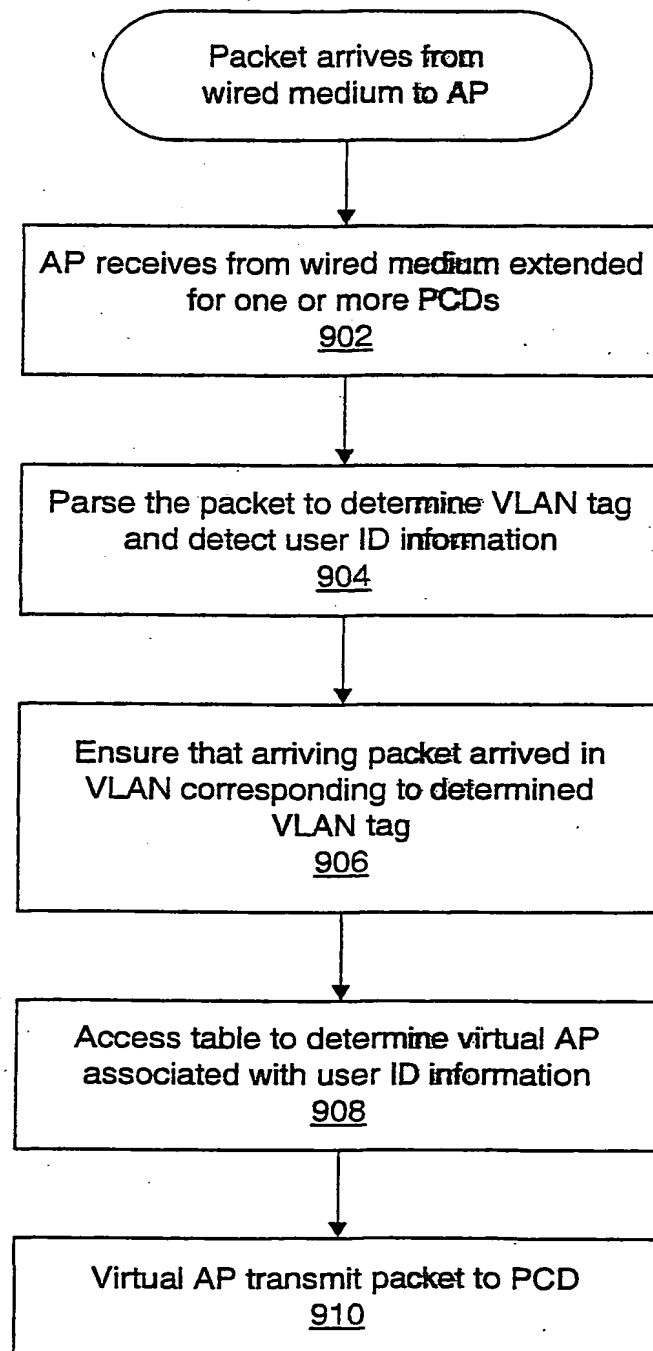 Packet arrives from
wired medium to AP
AP receives from wired medium extended
for one or more PCDs
902
Parse the packet to determine VLAN tag
and detect user ID information
904
Ensure that arriving packet arrived in
VLAN corresponding to determined
VLAN tag
906
Access table to determine virtual AP
associated with user ID information
908
Virtual AP transmit packet to PCD
910